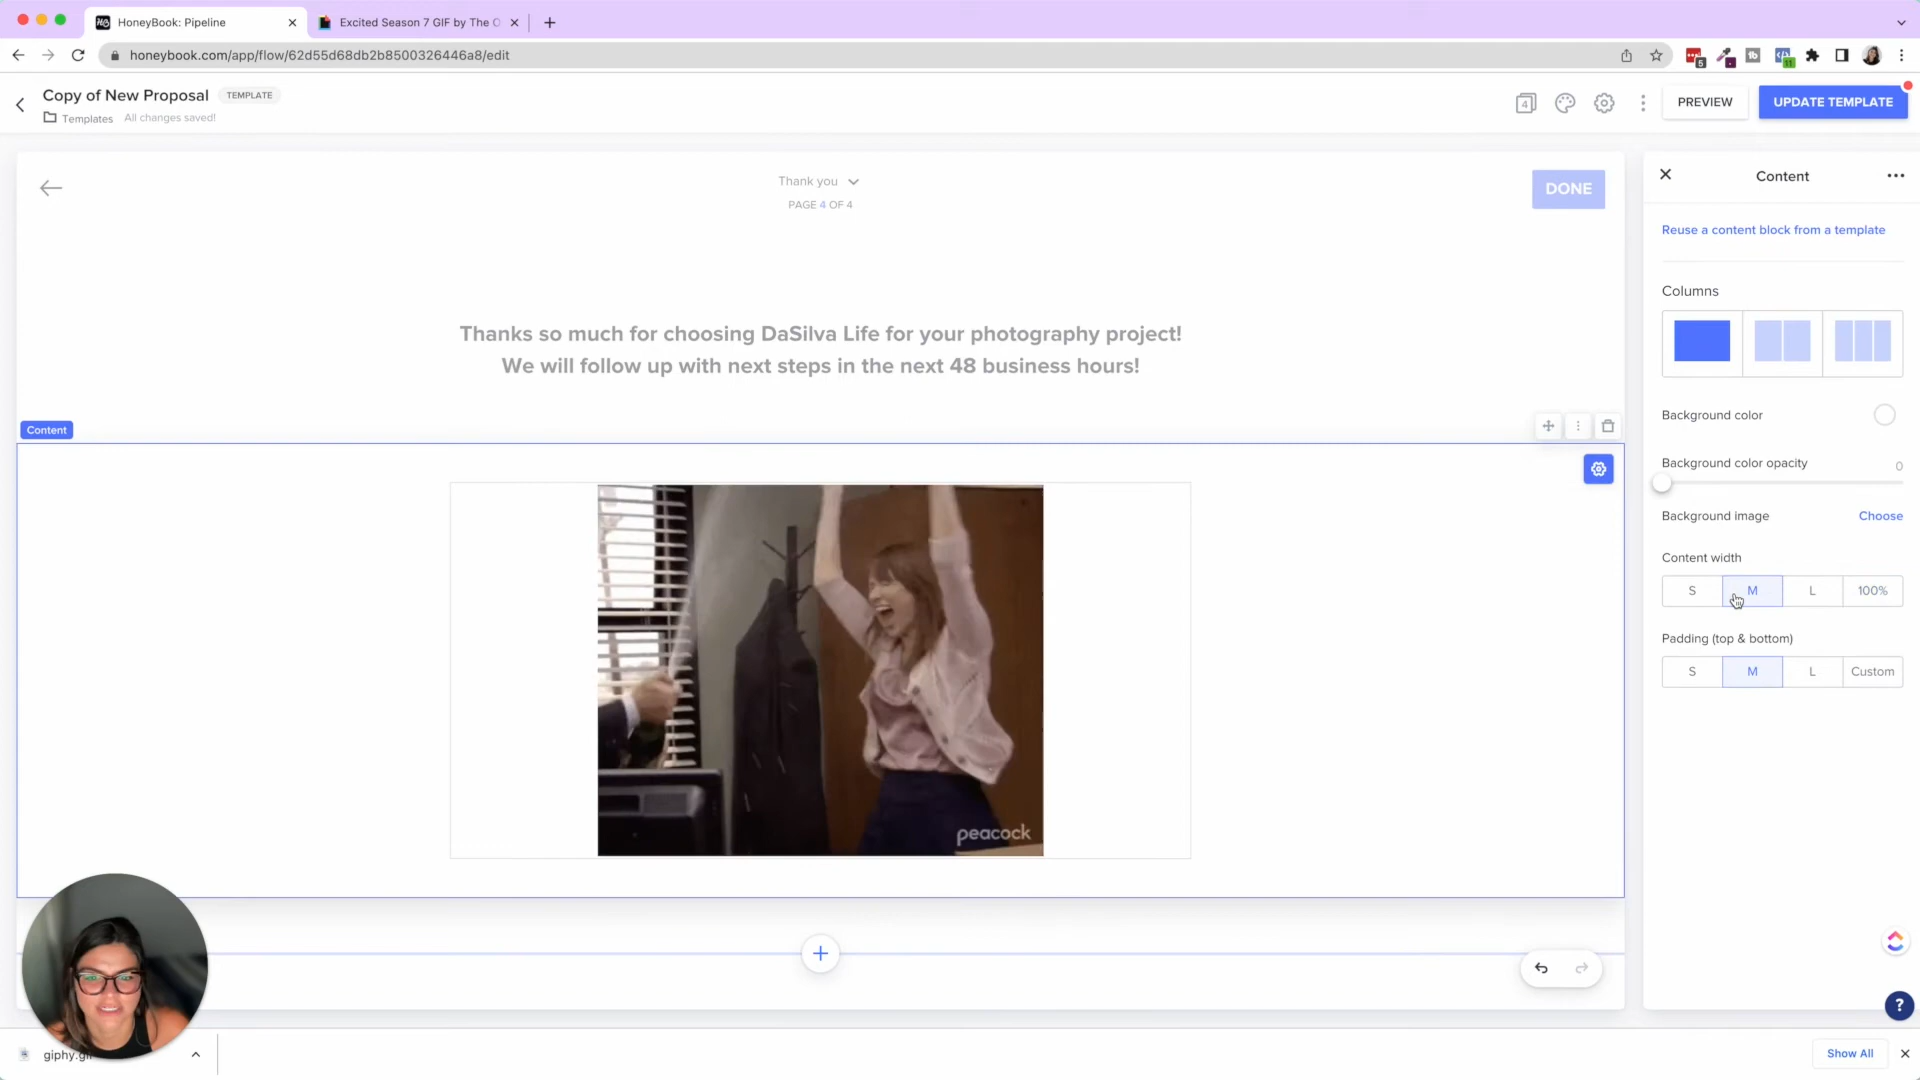 HoneyBook: Pipeline
Excited Season 7 GIF by The O
honeybook.com/app/flow/62d55d68db2b8500326446a8/edit
5
11
Copy of New Proposal
TEMPLATE
Templates
All changes saved!
4
PREVIEW
UPDATE TEMPLATE
Thank you
PAGE 4 OF 4
DONE
Thanks so much for choosing DaSilva Life for your photography project!
We will follow up with next steps in the next 48 business hours!
Content
peacock
Content
Reuse a content block from a template
Columns
Background color
Background color opacity
0
Background image
Choose
Content width
S
M
L
100%
Padding (top & bottom)
S
M
L
Custom
?
giphy.gif
Show All